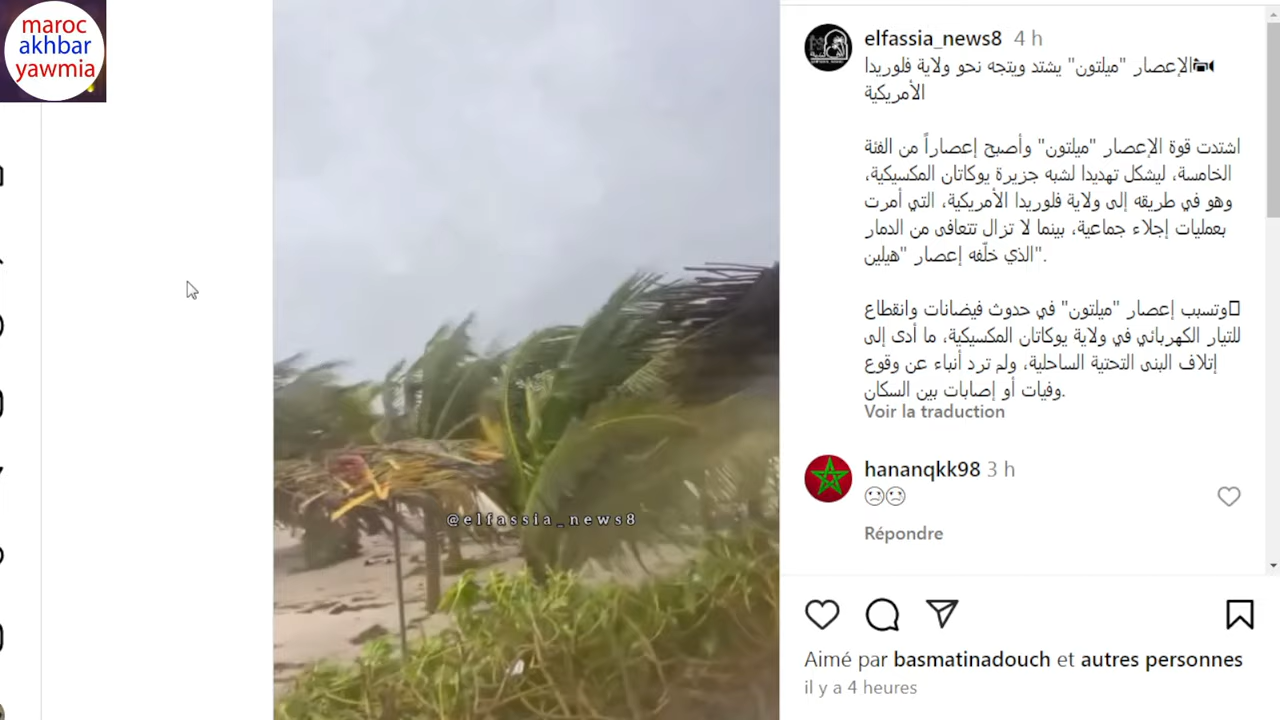 maroc
akhbar
yawmia
@elfassia_news8
elfassia_news8 4 h
الإعصار "ميلتون" يشتد ويتجه نحو ولاية فلوريدا
الأمريكية
اشتدت قوة الإعصار "ميلتون" وأصبح إعصاراً من الفئة
الخامسة، ليشكل تهديدا لشبه جزيرة يوكاتان المكسيكية،
وهو في طريقه إلى ولاية فلوريدا الأمريكية، التي أمرت
بعمليات إجلاء جماعية، بينما لا تزال تتعافى من الدمار
الذي خلّفه إعصار "هيلين".
وتسبب إعصار "ميلتون" في حدوث فيضانات وانقطاع
للتيار الكهربائي في ولاية يوكاتان المكسيكية، ما أدى إلى
إتلاف البنى التحتية الساحلية، ولم ترد أنباء عن وقوع
وفيات أو إصابات بين السكان.
Voir la traduction
hananqkk98 3 h
Répondre
Aimé par basmatinadouch et autres personnes
il y a 4 heures